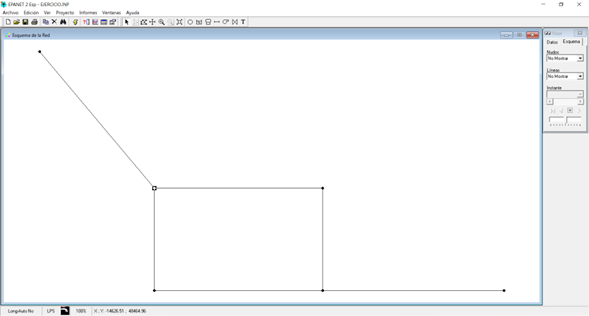 EPANET 2 Esp - EJERCICIO.INP
Archivo Edición Ver Proyecto Informes Ventanas Ayuda
Esquema de la Red
Datos Esquema
Nudos
No Mostrar
Líneas
No Mostrar
Instante
Long-Auto No LPS 100% X, Y: -14626.51 ; 48464.96